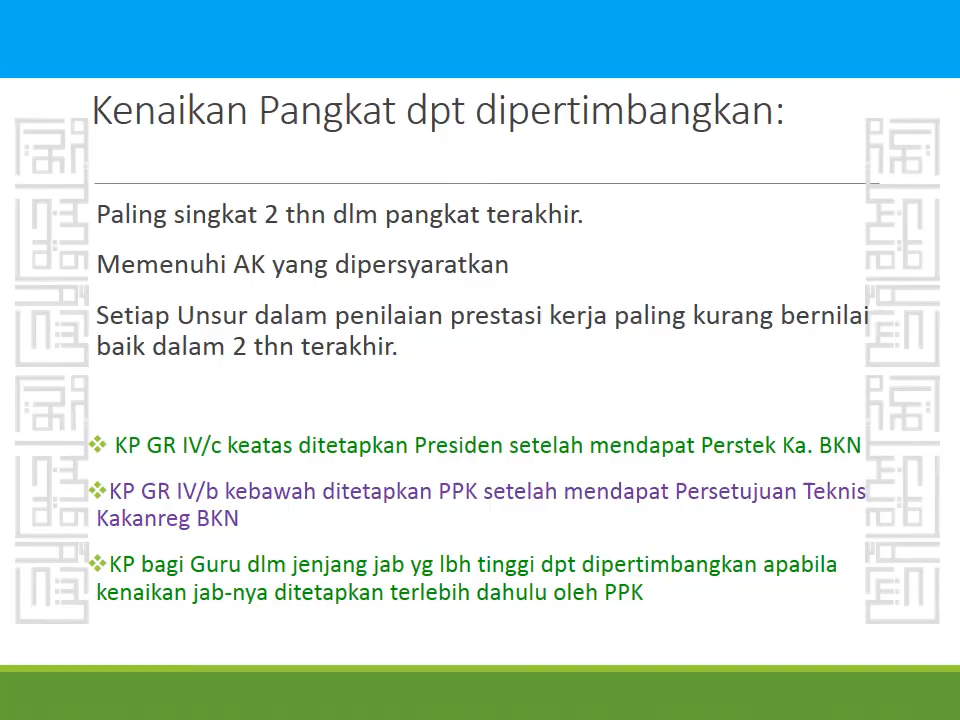 Kenaikan Pangkat dpt dipertimbangkan:
Paling singkat 2 thn dlm pangkat terakhir.
Memenuhi AK yang dipersyaratkan
Setiap Unsur dalam penilaian prestasi kerja paling kurang bernilai
baik dalam 2 thn terakhir.
❖ KP GR IV/c keatas ditetapkan Presiden setelah mendapat Perstek Ka. BKN
❖KP GR IV/b kebawah ditetapkan PPK setelah mendapat Persetujuan Teknis
Kakanreg BKN
❖KP bagi Guru dlm jenjang jab yg lbh tinggi dpt dipertimbangkan apabila
kenaikan jab-nya ditetapkan terlebih dahulu oleh PPK